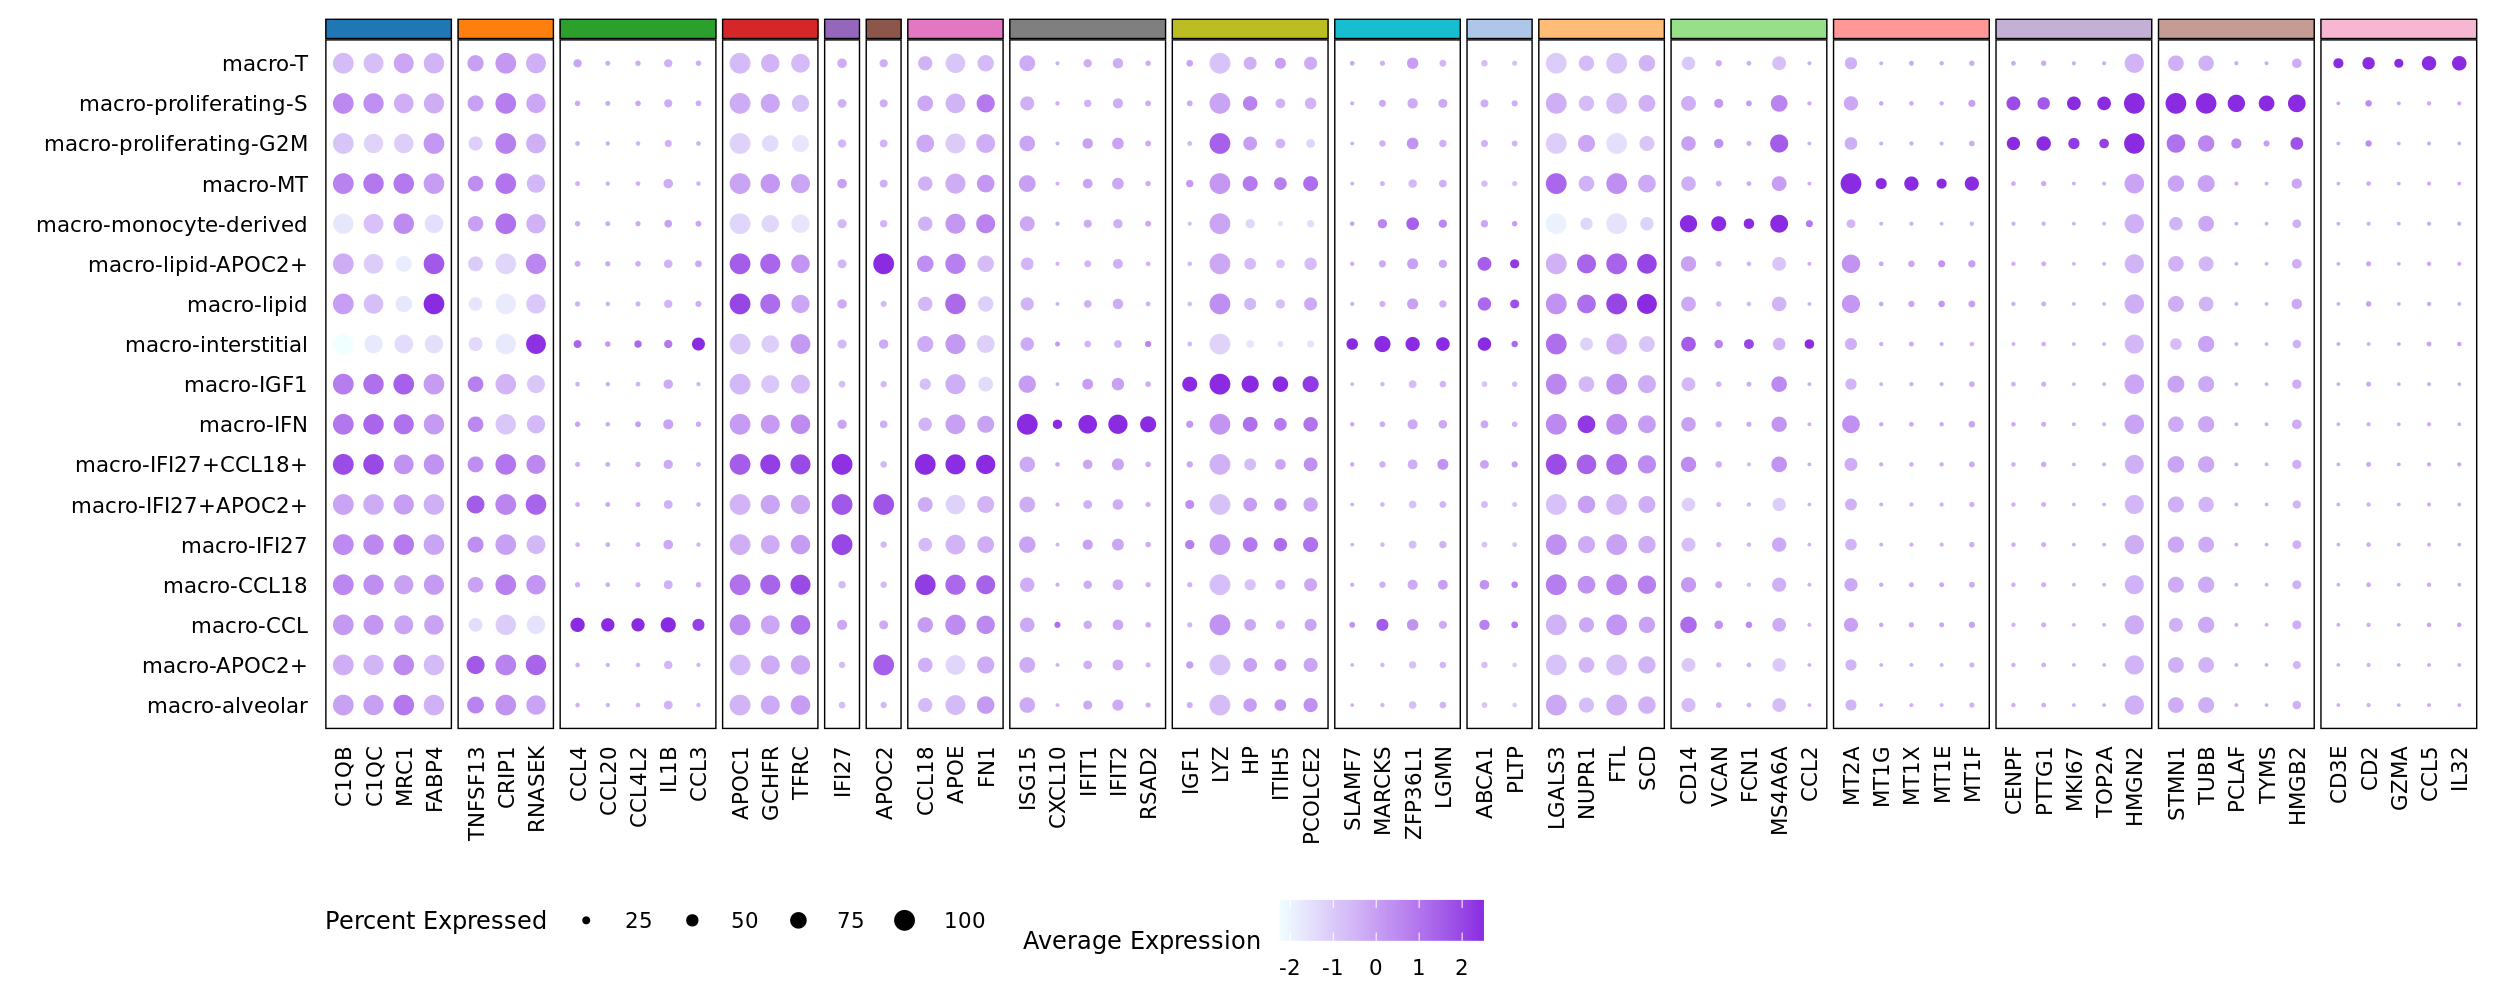 macro-T
macro-proliferating-S
macro-proliferating-G2M
macro-MT
macro-monocyte-derived
macro-lipid-APOC2+
macro-lipid
macro-interstitial
macro-IGF1
macro-IFN
macro-IFI27+CCL18+
macro-IFI27+APOC2+
macro-IFI27
macro-CCL18
macro-CCL
macro-APOC2+
macro-alveolar
C1QB
C1QC
MRC1
FABP4
TNFSF13
CRIP1
RNASEK
CCL4
CCL20
CCL4L2
IL1B
CCL3
APOC1
GCHFR
TFRC
IFI27
APOC2
CCL18
APOE
FN1
ISG15
CXCL10
IFIT1
IFIT2
RSAD2
IGF1
LYZ
HP
ITIH5
PCOLCE2
SLAMF7
MARCKS
ZFP36L1
LGMN
ABCA1
PLTP
LGALS3
NUPR1
FTL
SCD
CD14
VCAN
FCN1
MS4A6A
CCL2
MT2A
MT1G
MT1X
MT1E
MT1F
CENPF
PTTG1
MKI67
TOP2A
HMGN2
STMN1
TUBB
PCLAF
TYMS
HMGB2
CD3E
CD2
GZMA
CCL5
IL32
Percent Expressed 25 50 75 100
Average Expression
-2 -1 0 1 2